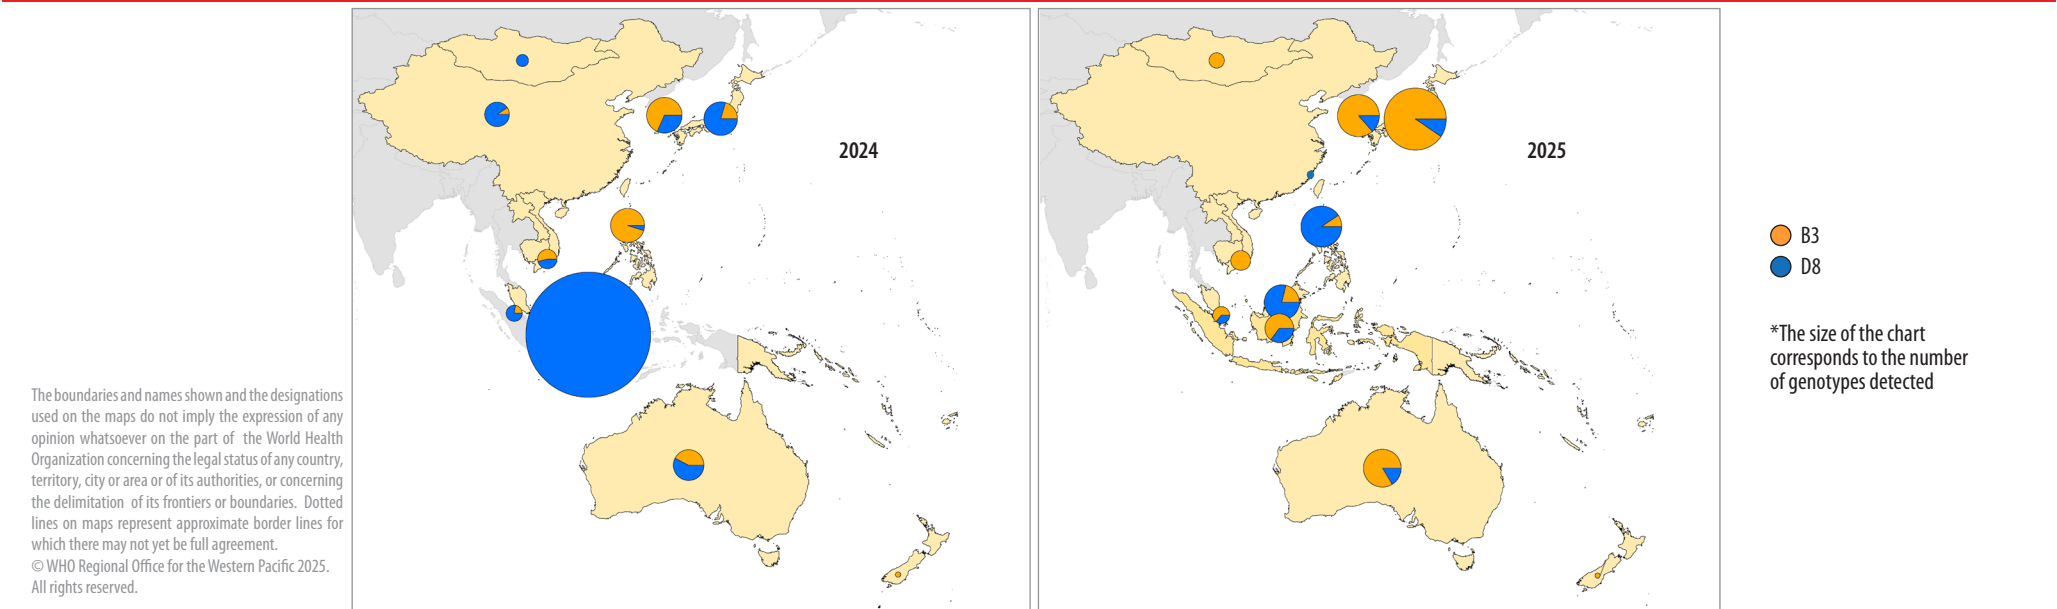 2024
2025
B3
D8
*The size of the chart
corresponds to the number
of genotypes detected
The boundaries and names shown and the designations
used on the maps do not imply the expression of any
opinion whatsoever on the part of the World Health
Organization concerning the legal status of any country,
territory, city or area or of its authorities, or concerning
the delimitation of its frontiers or boundaries. Dotted
lines on maps represent approximate border lines for
which there may not yet be full agreement.
© WHO Regional Office for the Western Pacific 2025.
All rights reserved.